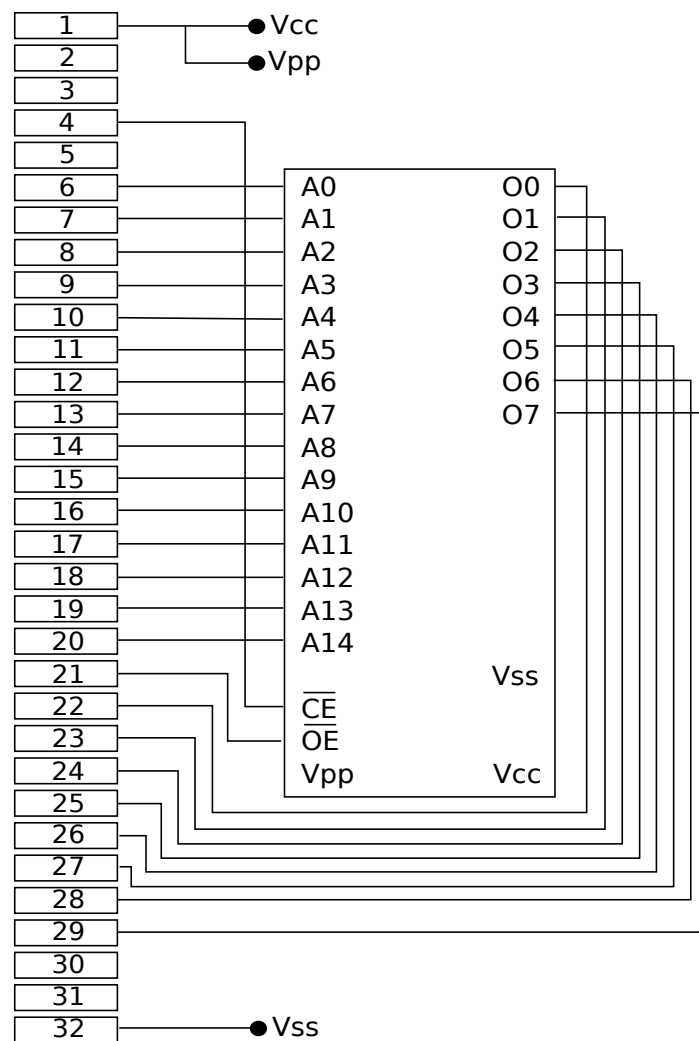 1 Vcc
2 Vpp
3
4
5
6 A0 O0
7 A1 O1
8 A2 O2
9 A3 O3
10 A4 O4
11 A5 O5
12 A6 O6
13 A7 O7
14 A8
15 A9
16 A10
17 A11
18 A12
19 A13
20 A14
21 Vss
22 C̅E̅
23 O̅E̅
24 Vpp Vcc
25
26
27
28
29
30
31
32 Vss